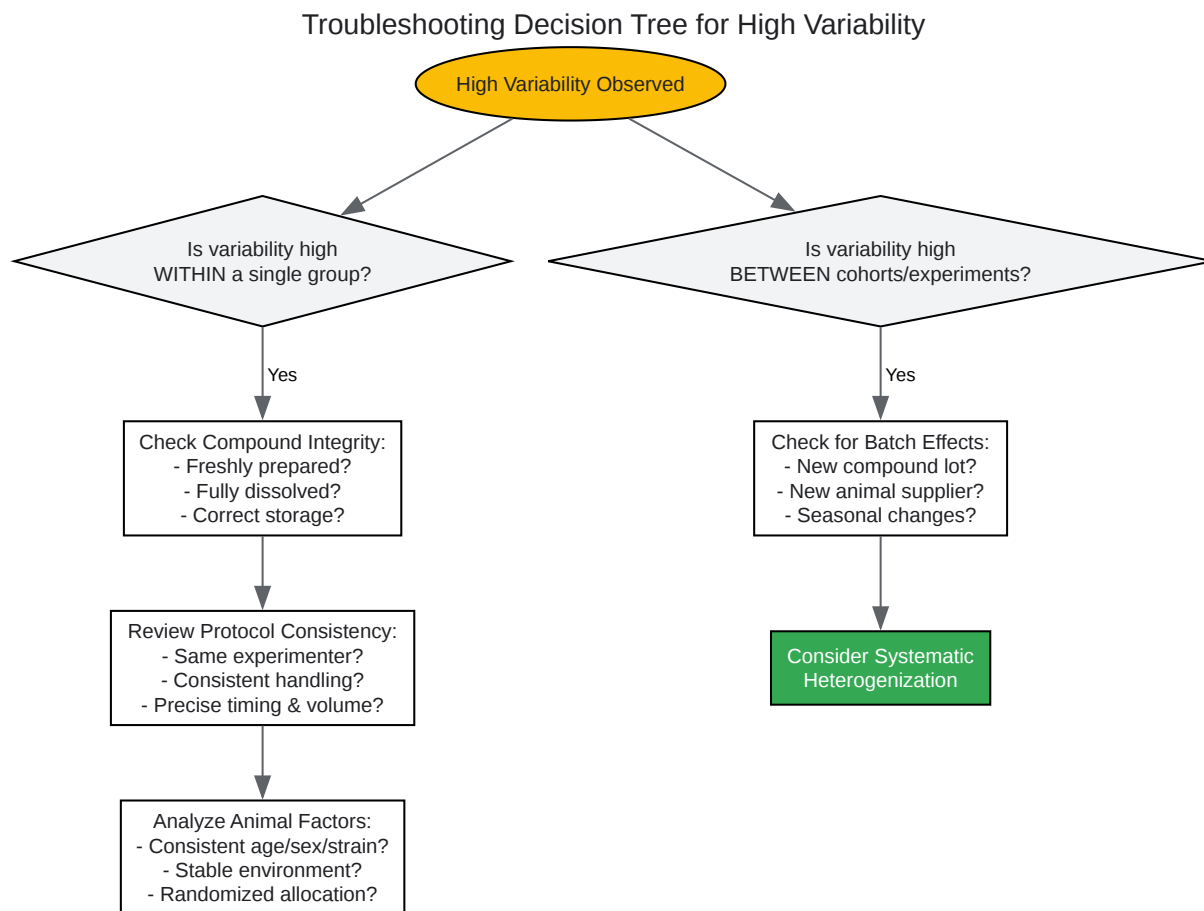 Troubleshooting Decision Tree for High Variability
High Variability Observed
Is variability high
WITHIN a single group?
Yes
Check Compound Integrity:
- Freshly prepared?
- Fully dissolved?
- Correct storage?
Review Protocol Consistency:
- Same experimenter?
- Consistent handling?
- Precise timing & volume?
Analyze Animal Factors:
- Consistent age/sex/strain?
- Stable environment?
- Randomized allocation?
Is variability high
BETWEEN cohorts/experiments?
Yes
Check for Batch Effects:
- New compound lot?
- New animal supplier?
- Seasonal changes?
Consider Systematic
Heterogenization